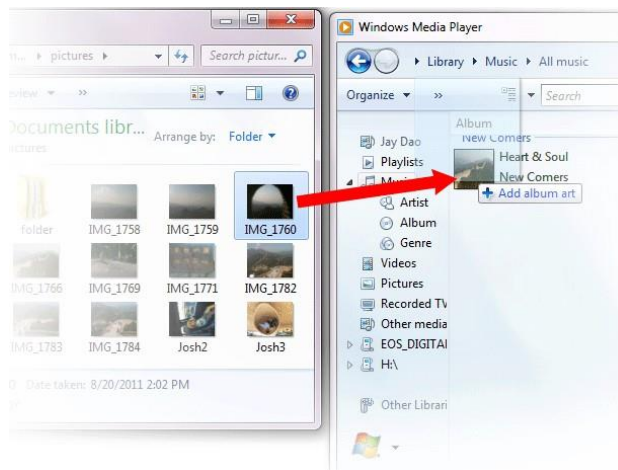 pictures
Search pictur...
view
»
Documents libr...
Arrange by: Folder
pictures
folder
IMG_1758
IMG_1759
IMG_1760
IMG_1766
IMG_1769
IMG_1771
IMG_1782
IMG_1783
IMG_1784
Josh2
Josh3
Date taken: 8/20/2011 2:02 PM
Windows Media Player
Library
Music
All music
Organize
»
Search
Album
Jay Dao
New Comers
Playlists
Heart & Soul
Music
New Comers
Add album art
Artist
Album
Genre
Videos
Pictures
Recorded TV
Other media
EOS_DIGITAL
H:\
Other Librari